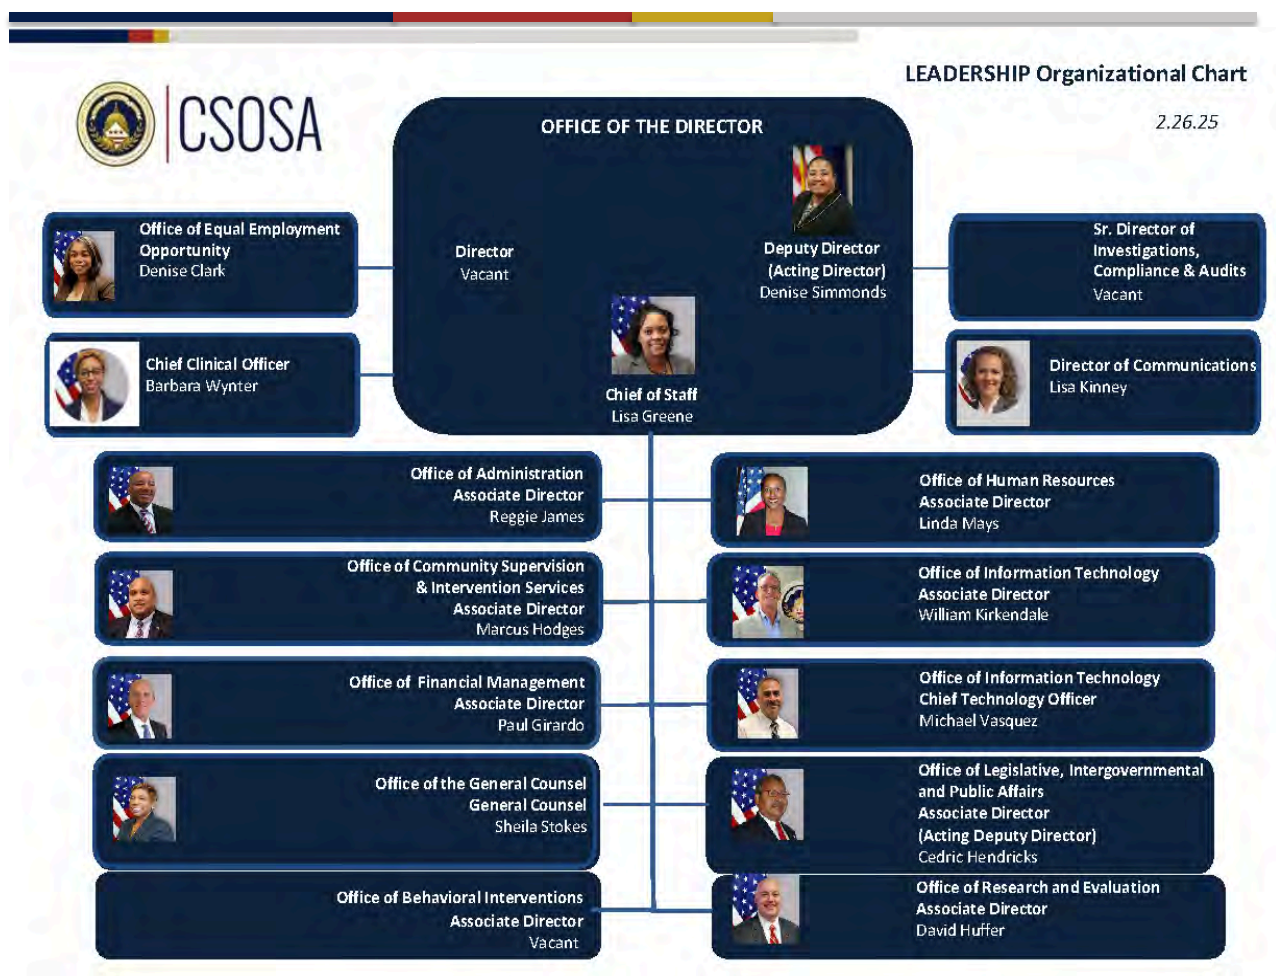 LEADERSHIP Organizational Chart
2.26.25
CSOSA
OFFICE OF THE DIRECTOR
Director
Vacant
Deputy Director
(Acting Director)
Denise Simmonds
Chief of Staff
Lisa Greene
Office of Equal Employment
Opportunity
Denise Clark
Chief Clinical Officer
Barbara Wynter
Sr. Director of
Investigations,
Compliance & Audits
Vacant
Director of Communications
Lisa Kinney
Office of Administration
Associate Director
Reggie James
Office of Community Supervision
& Intervention Services
Associate Director
Marcus Hodges
Office of Financial Management
Associate Director
Paul Girardo
Office of the General Counsel
General Counsel
Sheila Stokes
Office of Behavioral Interventions
Associate Director
Vacant
Office of Human Resources
Associate Director
Linda Mays
Office of Information Technology
Associate Director
William Kirkendale
Office of Information Technology
Chief Technology Officer
Michael Vasquez
Office of Legislative, Intergovernmental
and Public Affairs
Associate Director
(Acting Deputy Director)
Cedric Hendricks
Office of Research and Evaluation
Associate Director
David Huffer